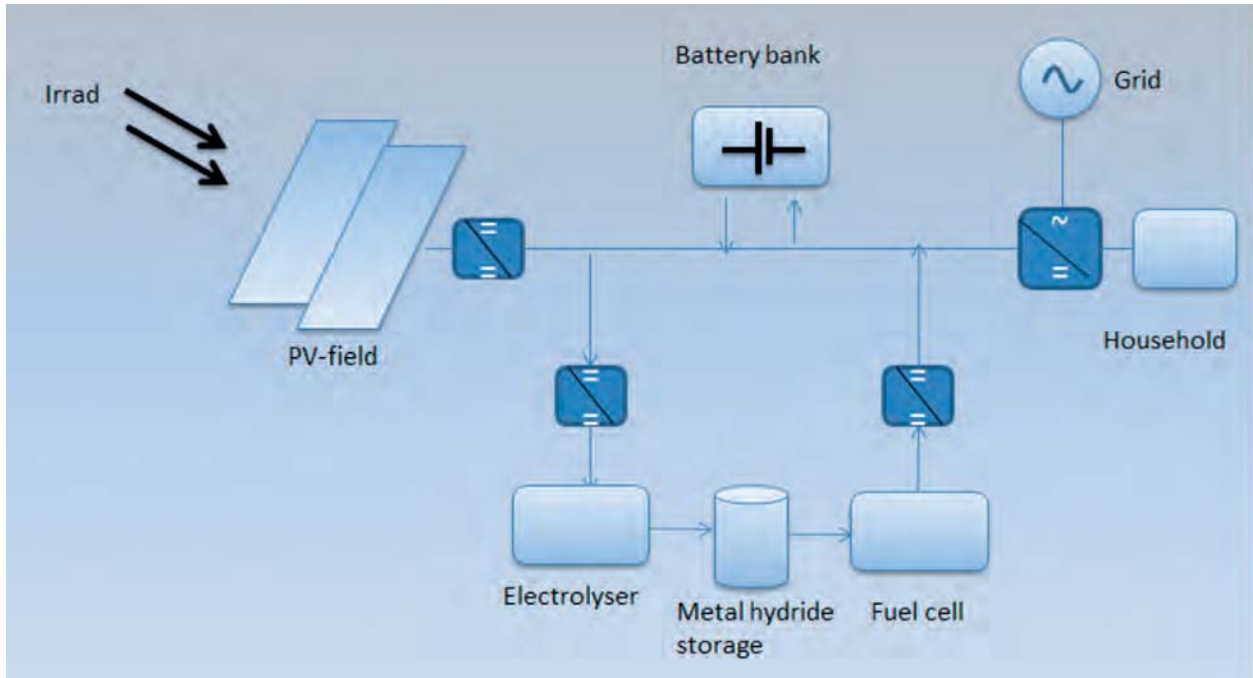 Battery bank
Irrad
Grid
PV-field
Household
Electrolyser
Metal hydride
storage
Fuel cell